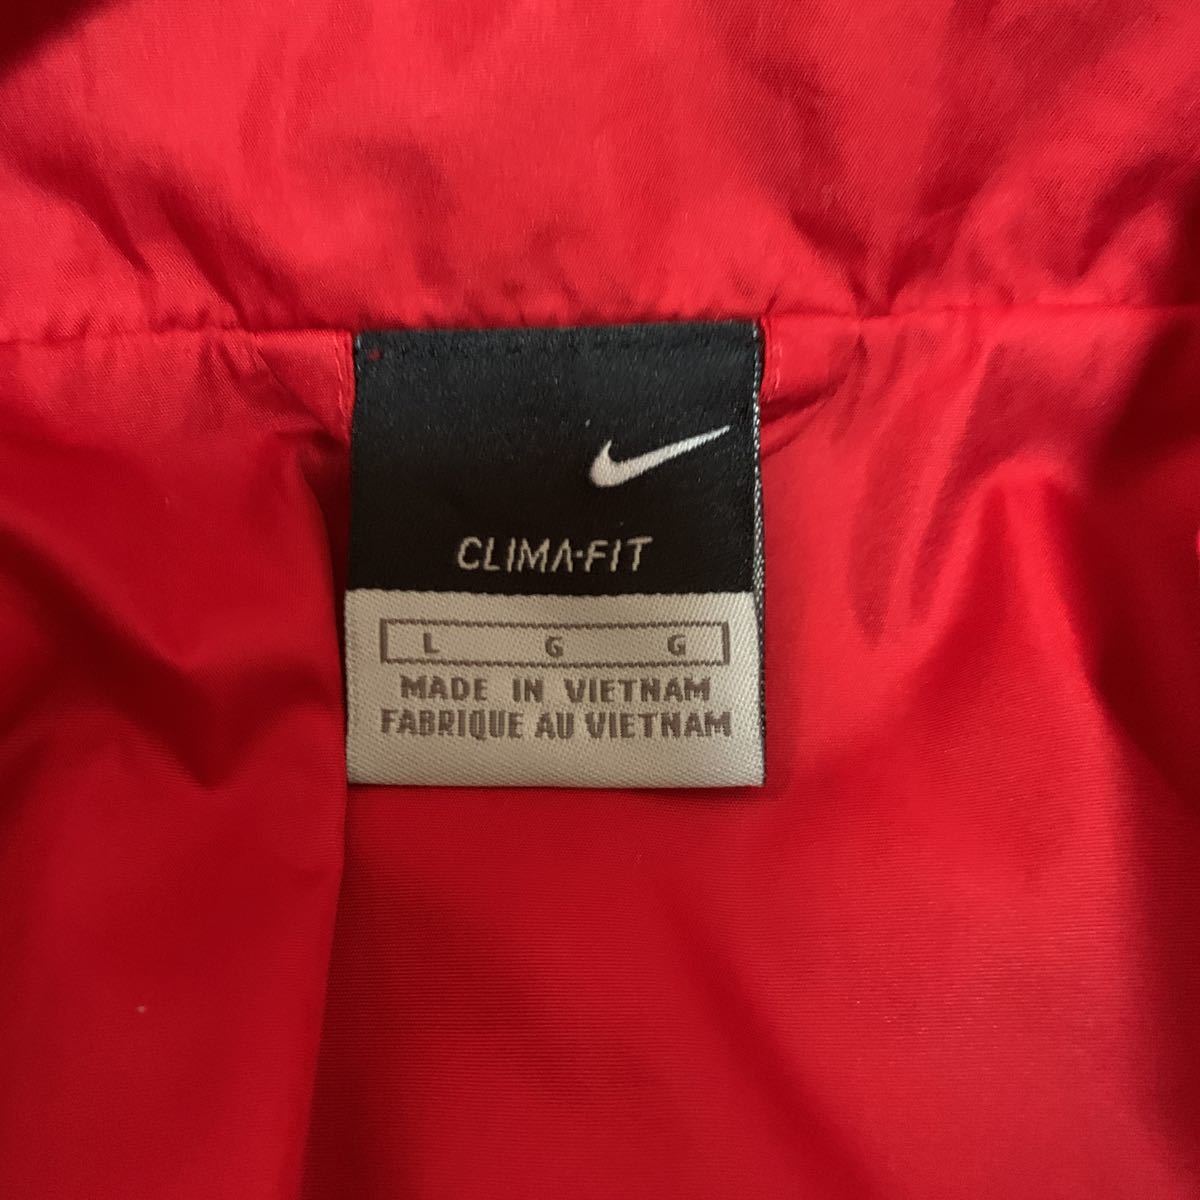 CLIMA-FIT
L G G
MADE IN VIETNAM
FABRIQUE AU VIETNAM